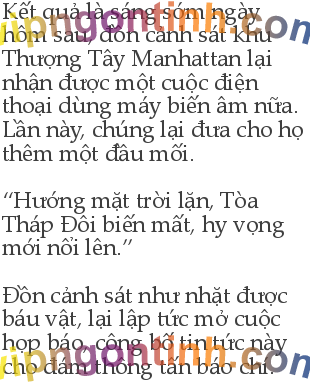 Kết quả là sáng sớm ngày
hôm sau, đồn cảnh sát khu
Thượng Tây Manhattan lại
nhận được một cuộc điện
thoại dùng máy biến âm nữa.
Lần này, chúng lại đưa cho họ
thêm một đầu mối.
“Hướng mặt trời lặn, Tòa
Tháp Đôi biến mất, hy vọng
mới nổi lên.”
Đồn cảnh sát như nhặt được
báu vật, lại lập tức mở cuộc
họp báo, công bố tin tức này
cho đám thông tấn báo chí.
vipngontinh.com
vipngontinh.com